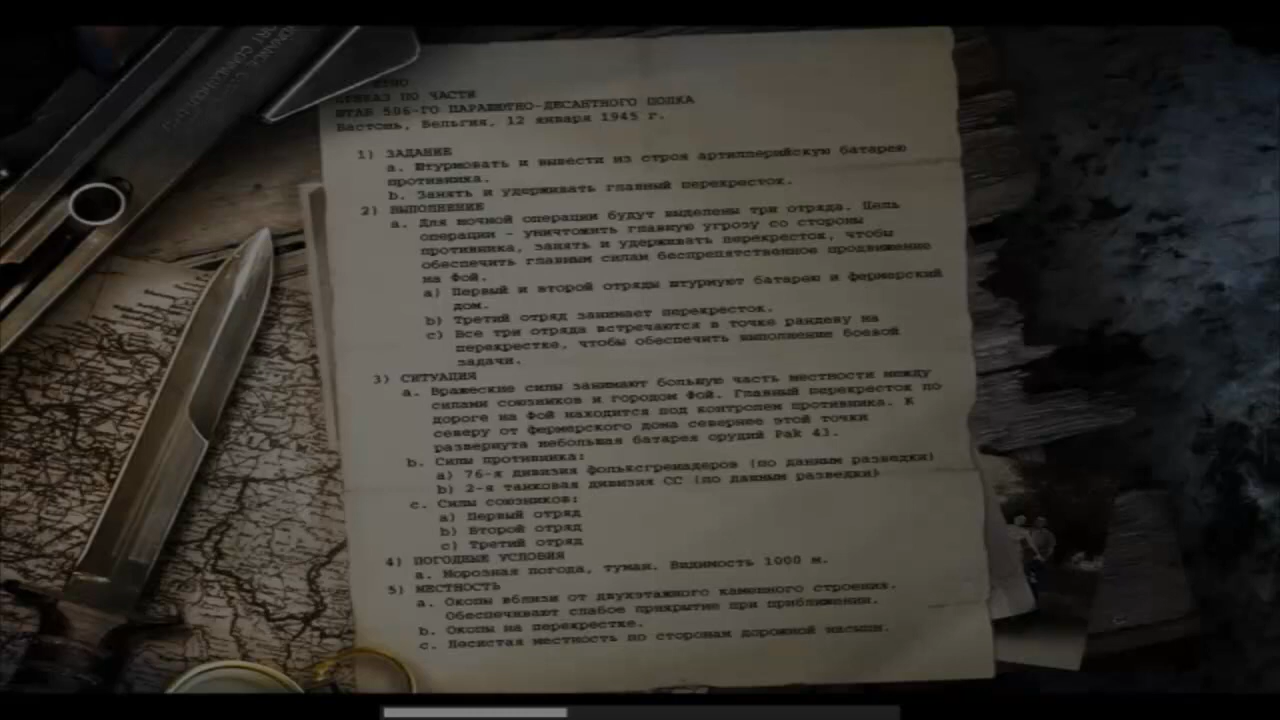 ПРИКАЗ ПО ЧАСТИ
ШТАБ 506-ГО ПАРАШЮТНО-ДЕСАНТНОГО ПОЛКА
Бастонь, Бельгия, 12 января 1945 г.
1) ЗАДАНИЕ
a. Штурмовать и вывести из строя артиллерийскую батарею
противника.
b. Занять и удерживать главный перекресток.
2) ВЫПОЛНЕНИЕ
a. Для ночной операции будут выделены три отряда. Цель
операции - уничтожить главную угрозу со стороны
противника, занять и удерживать перекресток, чтобы
обеспечить главным силам беспрепятственное продвижение
на Фой.
a) Первый и второй отряды штурмуют батарею и фермерский
дом.
b) Третий отряд занимает перекресток.
c) Все три отряда встречаются в точке рандеву на
перекрестке, чтобы обеспечить выполнение боевой
задачи.
3) СИТУАЦИЯ
a. Вражеские силы занимают большую часть местности между
силами союзников и городом Фой. Главный перекресток по
дороге на Фой находится под контролем противника. К
северу от фермерского дома севернее этой точки
развернута небольшая батарея орудий Pak 43.
b. Силы противника:
a) 76-я дивизия фольксгренадеров (по данным разведки)
b) 2-я танковая дивизия СС (по данным разведки)
c. Силы союзников:
a) Первый отряд
b) Второй отряд
c) Третий отряд
4) ПОГОДНЫЕ УСЛОВИЯ
a. Морозная погода, туман. Видимость 1000 м.
5) МЕСТНОСТЬ
a. Окопы вблизи от двухэтажного каменного строения.
Обеспечивают слабое прикрытие при приближении.
b. Окопы на перекрестке.
c. Лесистая местность по сторонам дорожной насыпи.